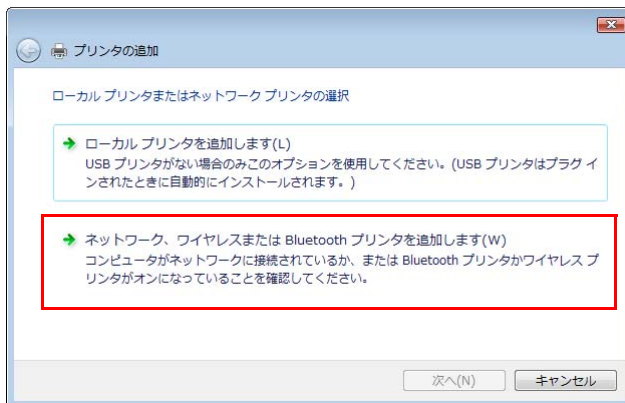 プリンタの追加
ローカル プリンタまたはネットワーク プリンタの選択
ローカル プリンタを追加します(L)
USB プリンタがない場合のみこのオプションを使用してください。(USB プリンタはプラグ イ
ンされたときに自動的にインストールされます。)
ネットワーク、ワイヤレスまたは Bluetooth プリンタを追加します(W)
コンピュータがネットワークに接続されているか、または Bluetooth プリンタかワイヤレス プ
リンタがオンになっていることを確認してください。
次へ(N) キャンセル